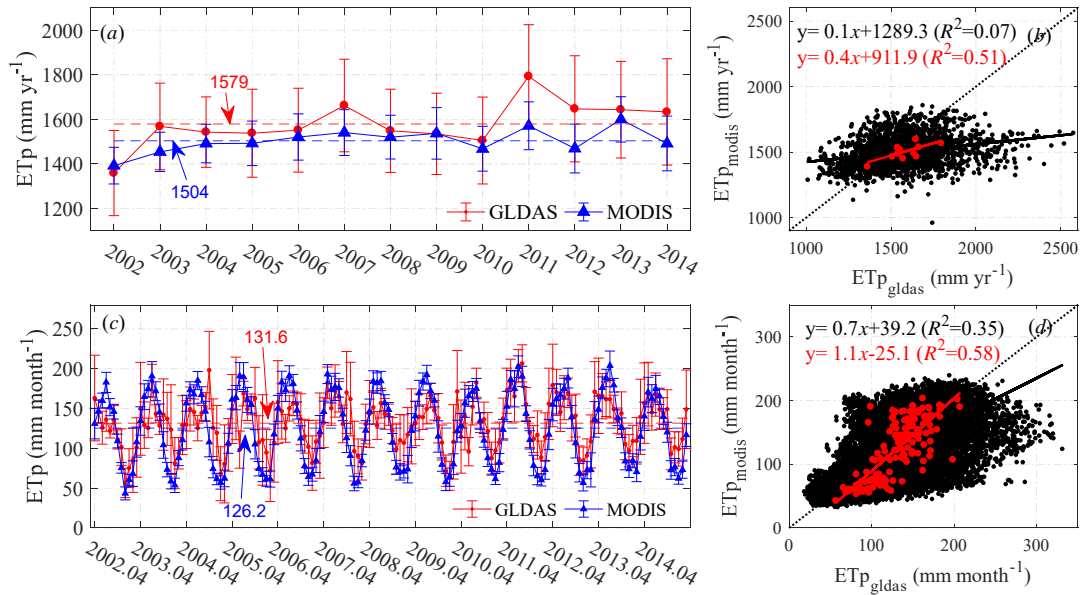 (a)
ETp (mm yr-1)
2000
1800
1600
1400
1200
1579
1504
GLDAS MODIS
2002 2003 2004 2005 2006 2007 2008 2009 2010 2011 2012 2013 2014
y= 0.1x+1289.3 (R2=0.07) (b)
y= 0.4x+911.9 (R2=0.51)
ETpmodis (mm yr-1)
2500
2000
1500
1000
1000 1500 2000 2500
ETpgldas (mm yr-1)
(c)
ETp (mm month-1)
250
200
150
100
50
0
131.6
126.2
GLDAS MODIS
2002.04 2003.04 2004.04 2005.04 2006.04 2007.04 2008.04 2009.04 2010.04 2011.04 2012.04 2013.04 2014.04
y= 0.7x+39.2 (R2=0.35) (d)
y= 1.1x-25.1 (R2=0.58)
ETpmodis (mm month-1)
300
200
100
0
0 100 200 300
ETpgldas (mm month-1)